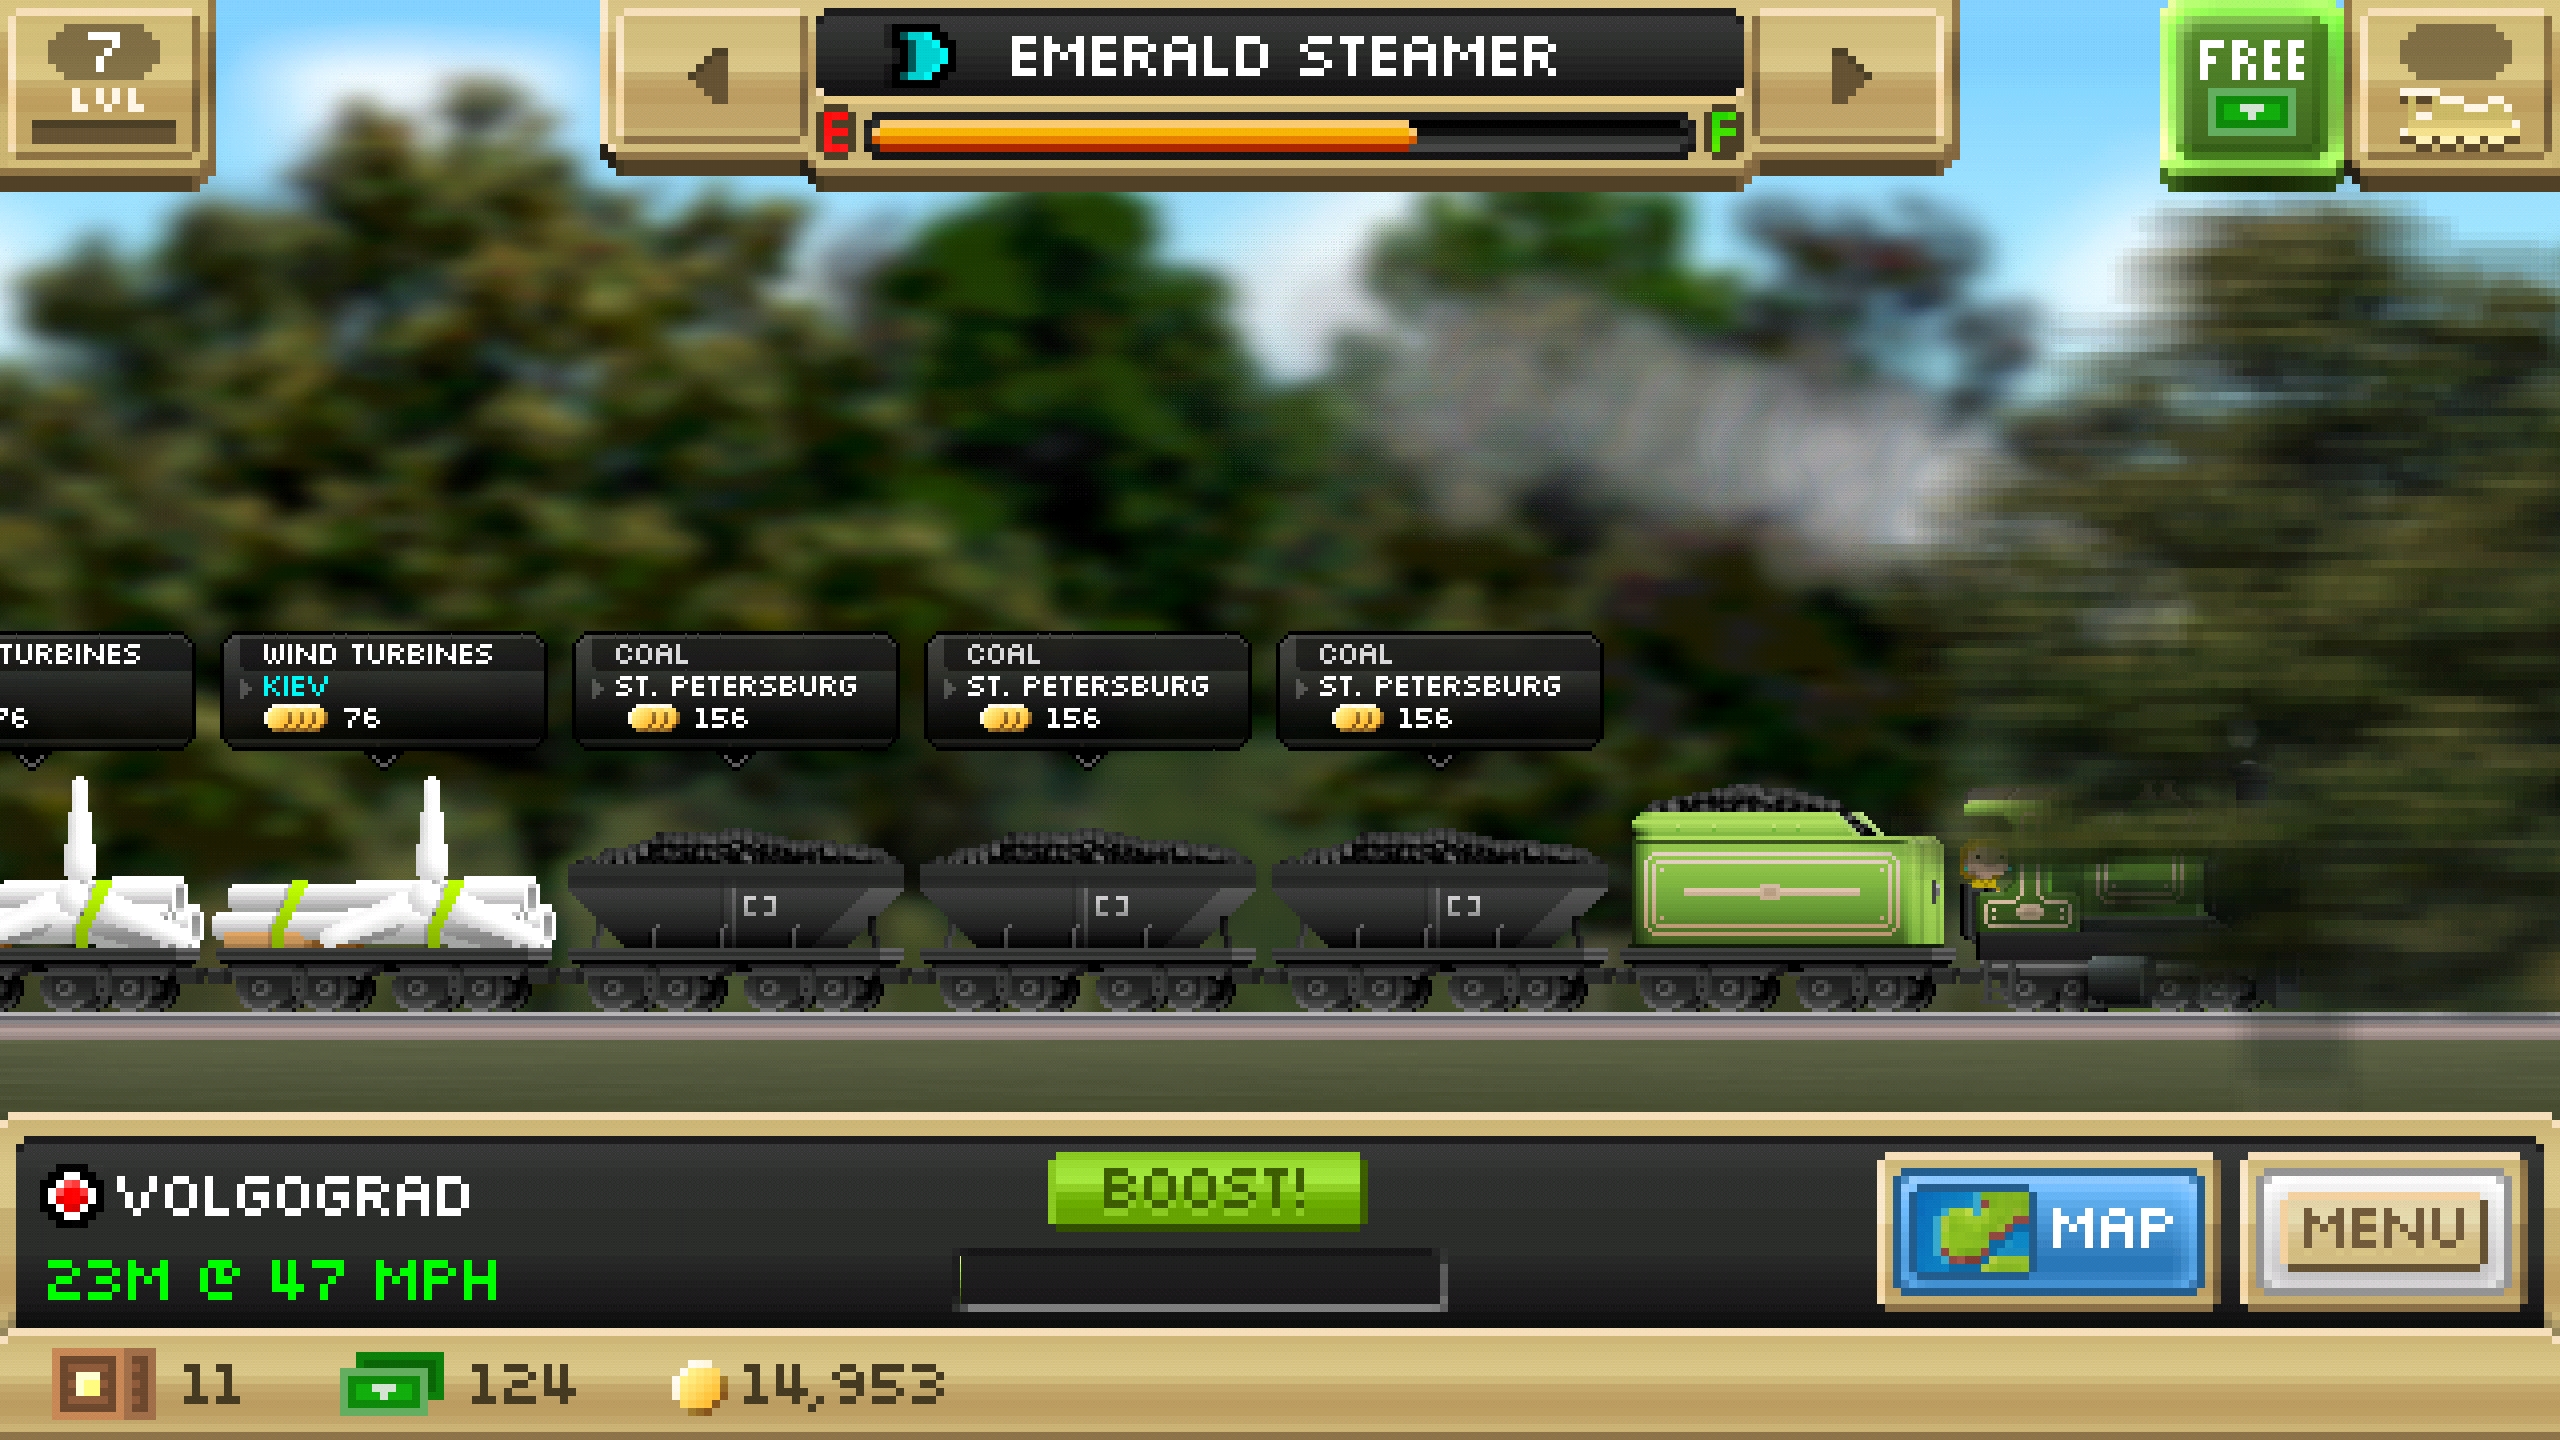 7
LVL
EMERALD STEAMER
E
F
FREE
TURBINES
76
WIND TURBINES
KIEV
76
COAL
ST. PETERSBURG
156
COAL
ST. PETERSBURG
156
COAL
ST. PETERSBURG
156
VOLGOGRAD
23M @ 47 MPH
BOOST!
MAP
MENU
11
124
14,953